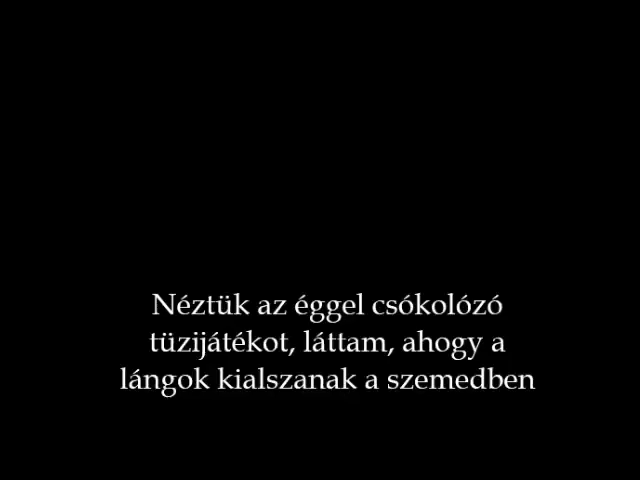 Néztük az éggel csókolózó
tüzijátékot, láttam, ahogy a
lángok kialszanak a szemedben